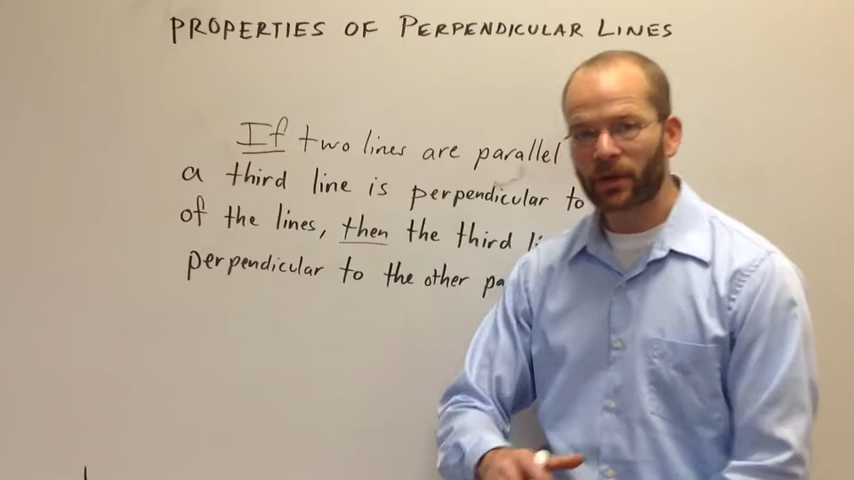 PROPERTIES OF PERPENDICULAR LINES
If two lines are parallel
a third line is perpendicular to
of the lines, then the third
perpendicular to the other